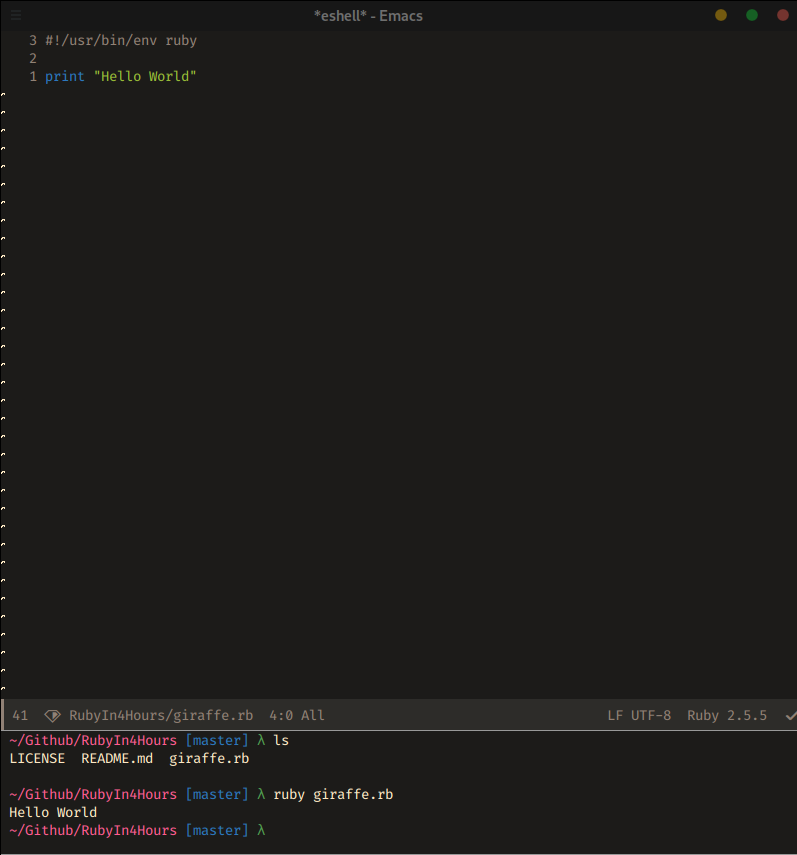 *eshell* - Emacs
3 #!/usr/bin/env ruby
2
1 print "Hello World"
41 RubyIn4Hours/giraffe.rb 4:0 All LF UTF-8 Ruby 2.5.5
~/Github/RubyIn4Hours [master] λ ls
LICENSE README.md giraffe.rb
~/Github/RubyIn4Hours [master] λ ruby giraffe.rb
Hello World
~/Github/RubyIn4Hours [master] λ